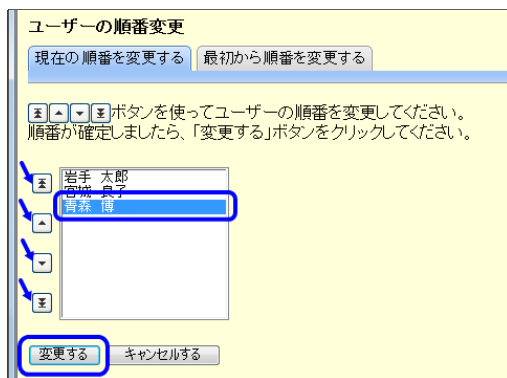 ユーザーの順番変更
現在の順番を変更する 最初から順番を変更する
ボタンを使ってユーザーの順番を変更してください。
順番が確定しましたら、「変更する」ボタンをクリックしてください。
岩手 太郎
宮城 良子
青森 博
変更する キャンセルする